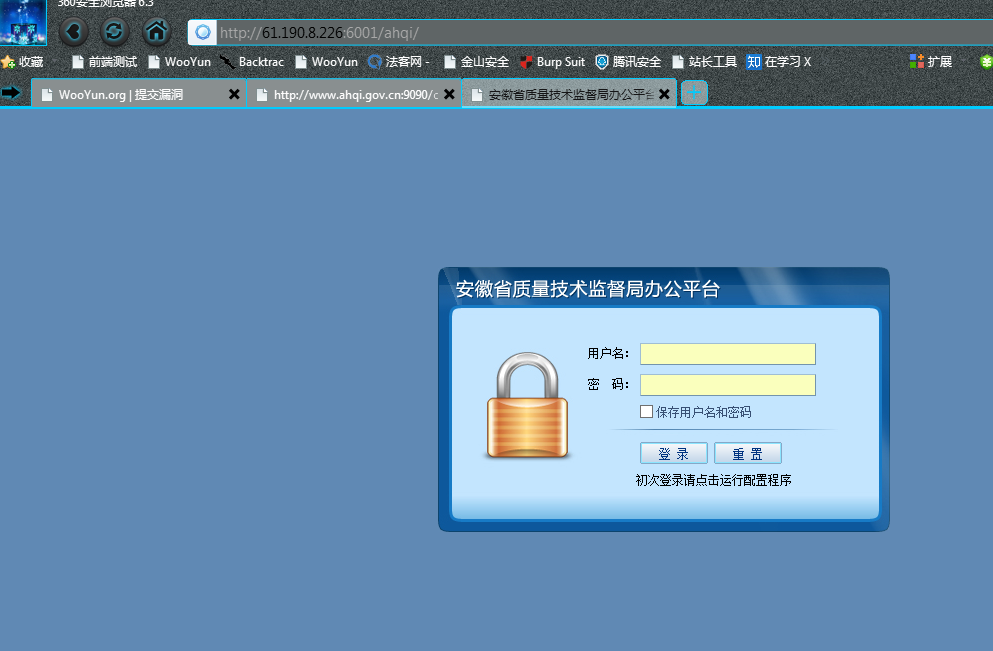 360安全浏览器 6.3
http://61.190.8.226:6001/ahqi/
收藏 前端测试 WooYun Backtrac WooYun 法客网 - 金山安全 Burp Suit 腾讯安全 站长工具 知 在学习 X 扩展
WooYun.org | 提交漏洞 http://www.ahqi.gov.cn:9090/c 安徽省质量技术监督局办公平台
安徽省质量技术监督局办公平台
用户名：
密 码：
保存用户名和密码
登 录 重 置
初次登录请点击运行配置程序